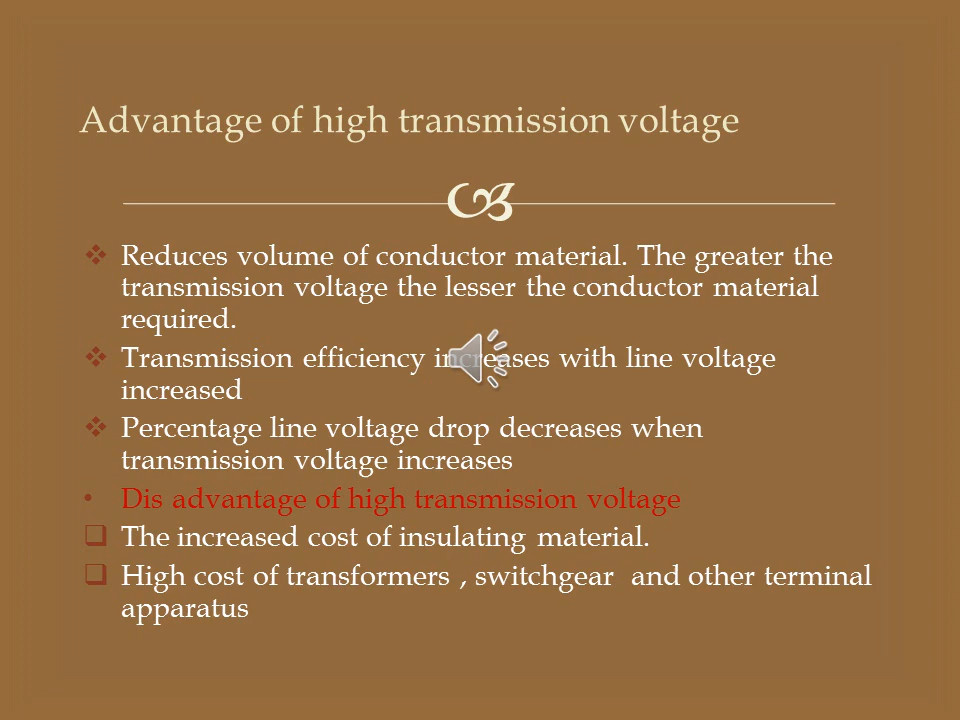 Advantage of high transmission voltage
Reduces volume of conductor material. The greater the
transmission voltage the lesser the conductor material
required.
Transmission efficiency increases with line voltage
increased
Percentage line voltage drop decreases when
transmission voltage increases
Dis advantage of high transmission voltage
The increased cost of insulating material.
High cost of transformers , switchgear and other terminal
apparatus